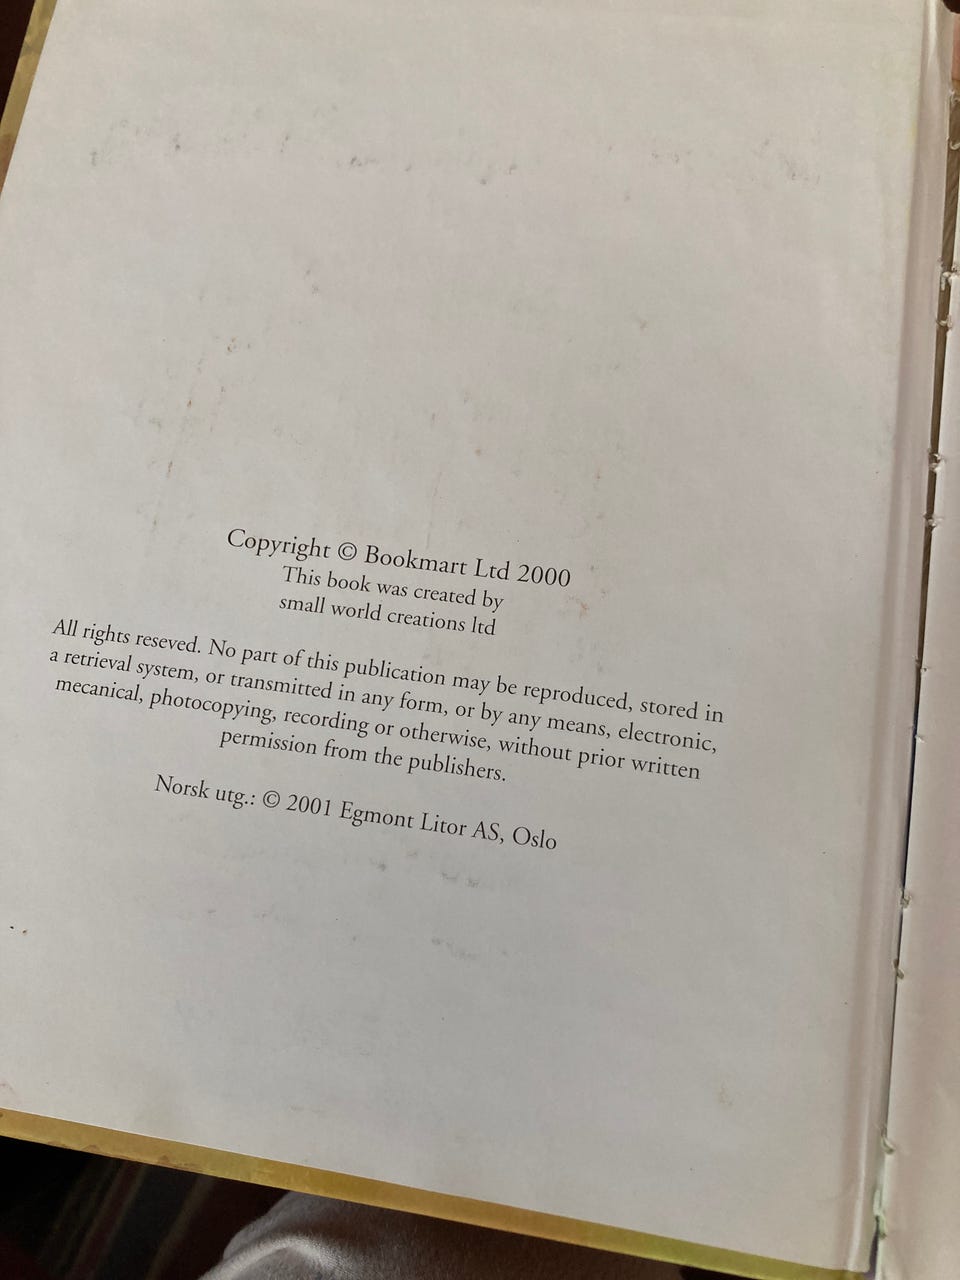 Copyright © Bookmart Ltd 2000
This book was created by
small world creations ltd
All rights reseved. No part of this publication may be reproduced, stored in
a retrieval system, or transmitted in any form, or by any means, electronic,
mecanical, photocopying, recording or otherwise, without prior written
permission from the publishers.
Norsk utg.: © 2001 Egmont Litor AS, Oslo